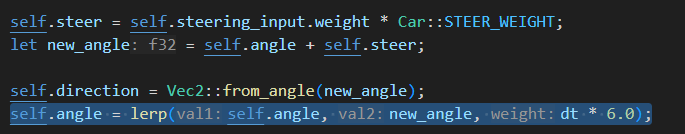 self.steer = self.steering_input.weight * Car::STEER_WEIGHT;
let new_angle: f32 = self.angle + self.steer;
self.direction = Vec2::from_angle(new_angle);
self.angle = lerp(val1: self.angle, val2: new_angle, weight: dt * 6.0);